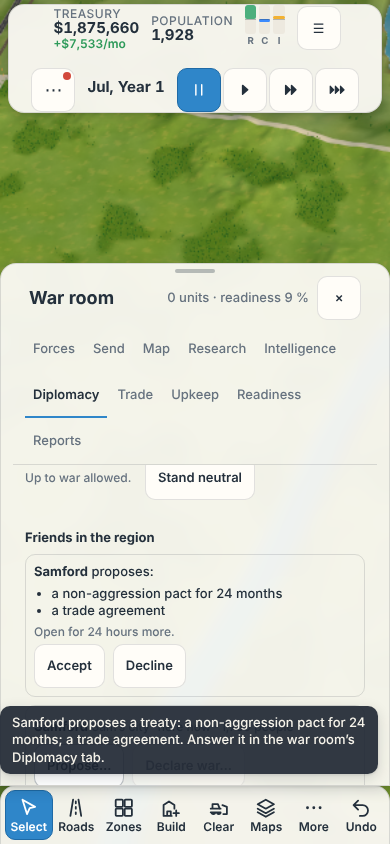 TREASURY
$1,875,660
+$7,533/mo
POPULATION
1,928
R C I
Jul, Year 1
War room
0 units · readiness 9 %
Forces Send Map Research Intelligence
Diplomacy Trade Upkeep Readiness
Reports
Up to war allowed.
Stand neutral
Friends in the region
Samford proposes:
• a non-aggression pact for 24 months
• a trade agreement
Open for 24 hours more.
Accept Decline
Samford proposes a treaty: a non-aggression pact for 24
months; a trade agreement. Answer it in the war room's
Diplomacy tab.
Propose... Declare war...
Select Roads Zones Build Clear Maps More Undo